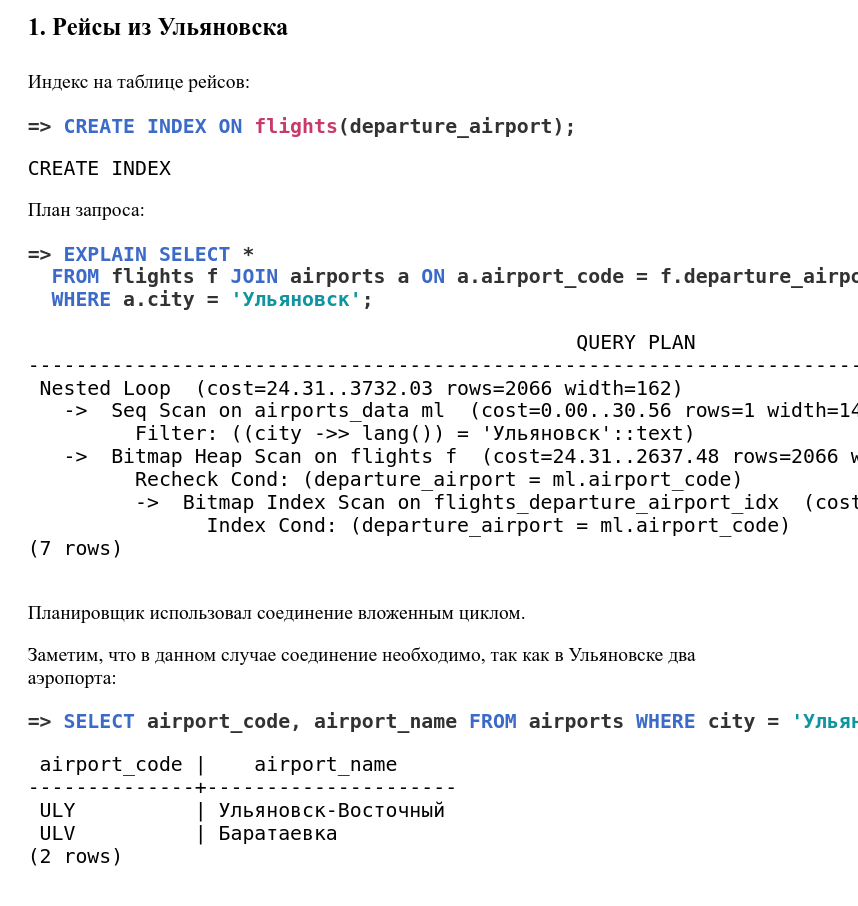 1. Рейсы из Ульяновска
Индекс на таблице рейсов:
=> CREATE INDEX ON flights(departure_airport);
CREATE INDEX
План запроса:
=> EXPLAIN SELECT *
FROM flights f JOIN airports a ON a.airport_code = f.departure_airpo
WHERE a.city = 'Ульяновск';
QUERY PLAN
------------------------------------------------------------------------
Nested Loop  (cost=24.31..3732.03 rows=2066 width=162)
->  Seq Scan on airports_data ml  (cost=0.00..30.56 rows=1 width=14
Filter: ((city ->> lang()) = 'Ульяновск'::text)
->  Bitmap Heap Scan on flights f  (cost=24.31..2637.48 rows=2066 w
Recheck Cond: (departure_airport = ml.airport_code)
->  Bitmap Index Scan on flights_departure_airport_idx  (cost
Index Cond: (departure_airport = ml.airport_code)
(7 rows)
Планировщик использовал соединение вложенным циклом.
Заметим, что в данном случае соединение необходимо, так как в Ульяновске два
аэропорта:
=> SELECT airport_code, airport_name FROM airports WHERE city = 'Ульян
airport_code |    airport_name
--------------+---------------------
ULY          | Ульяновск-Восточный
ULV          | Баратаевка
(2 rows)